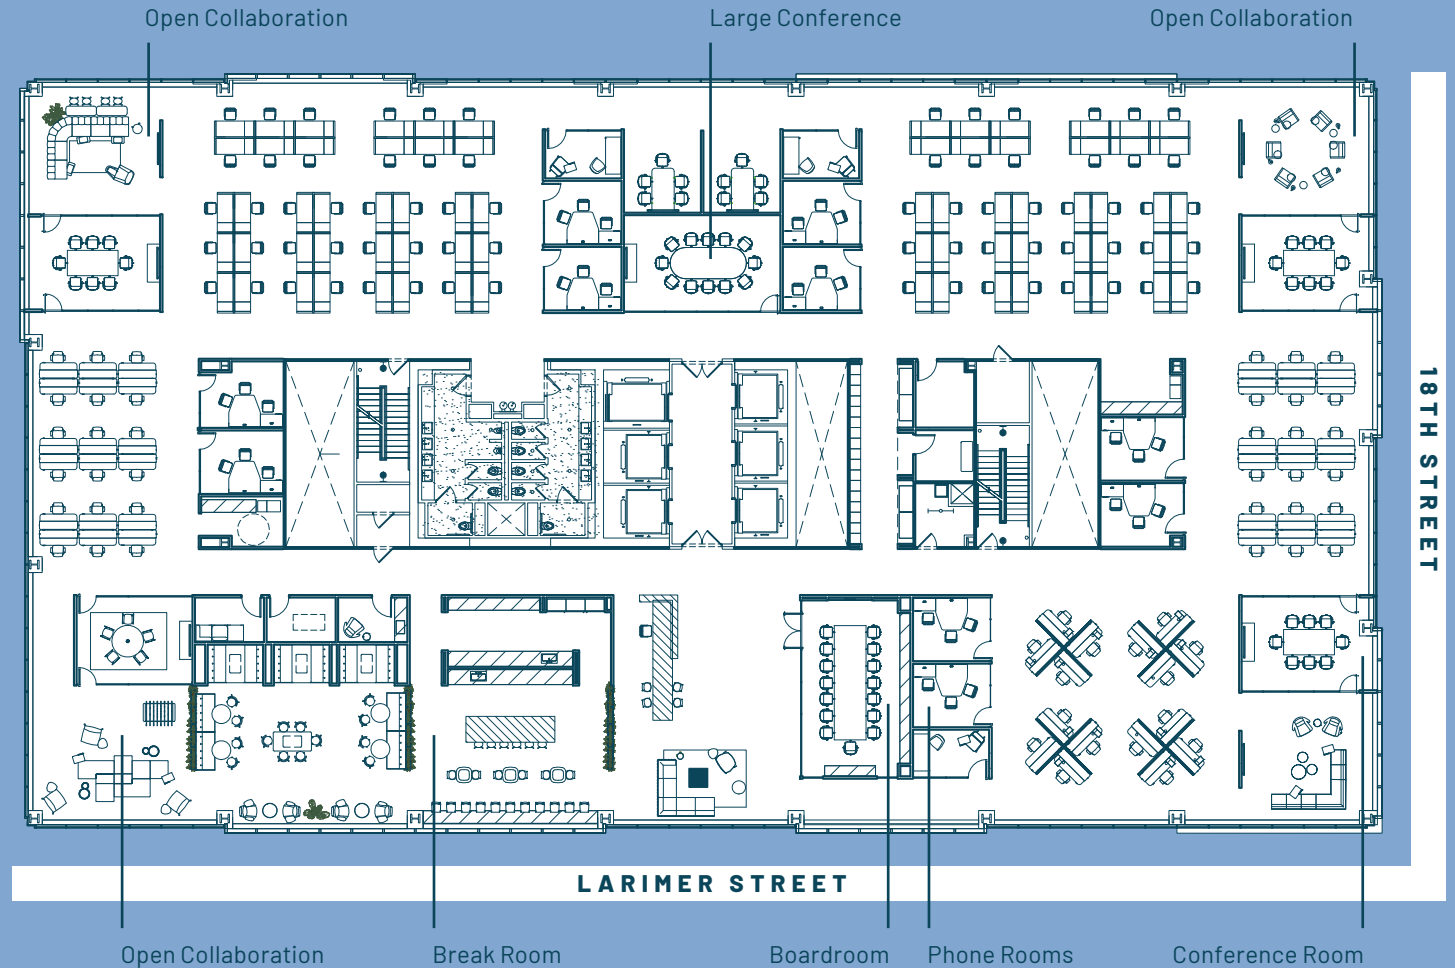 Open Collaboration
Large Conference
Open Collaboration
18TH STREET
LARIMER STREET
Open Collaboration
Break Room
Boardroom
Phone Rooms
Conference Room